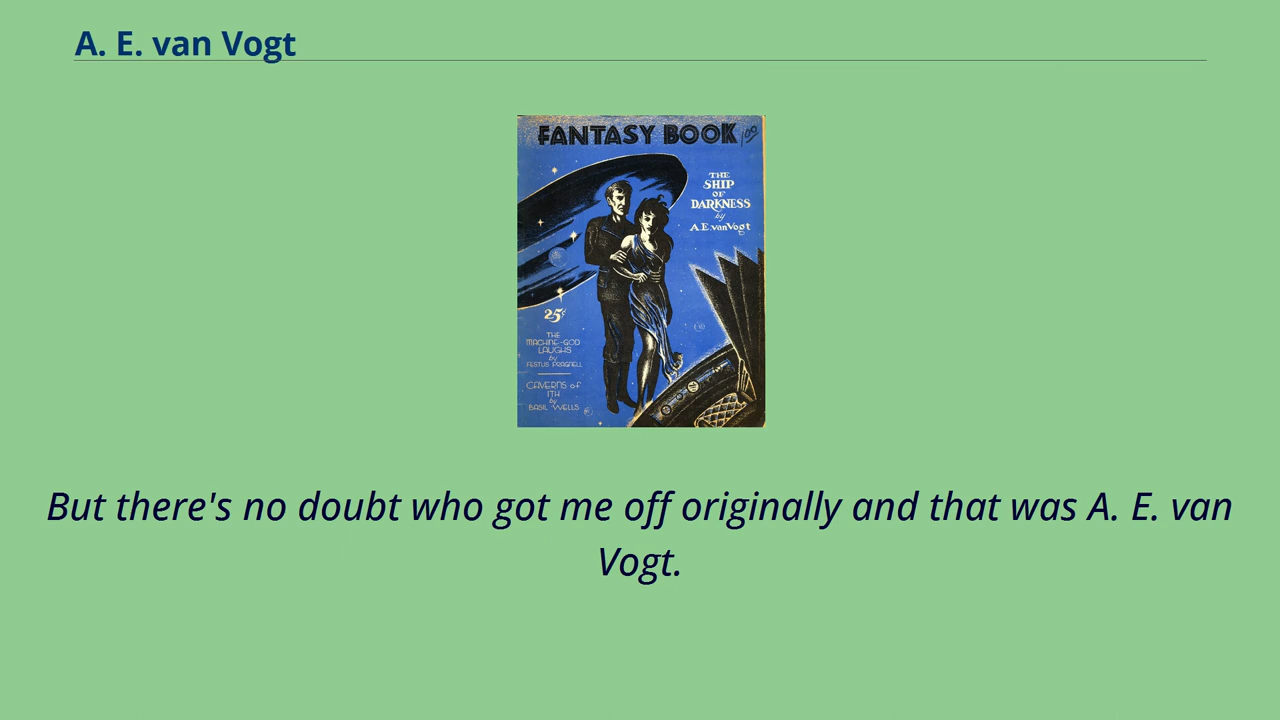 A. E. van Vogt
FANTASY BOOK
100
THE
SHIP
OF
DARKNESS
by
A.E. van Vogt
25¢
THE
MACHINE-GOD
LAUGHS
by
FESTUS PRAGNELL
CAVERNS of
ITH
by
BASIL WELLS
But there's no doubt who got me off originally and that was A. E. van
Vogt.